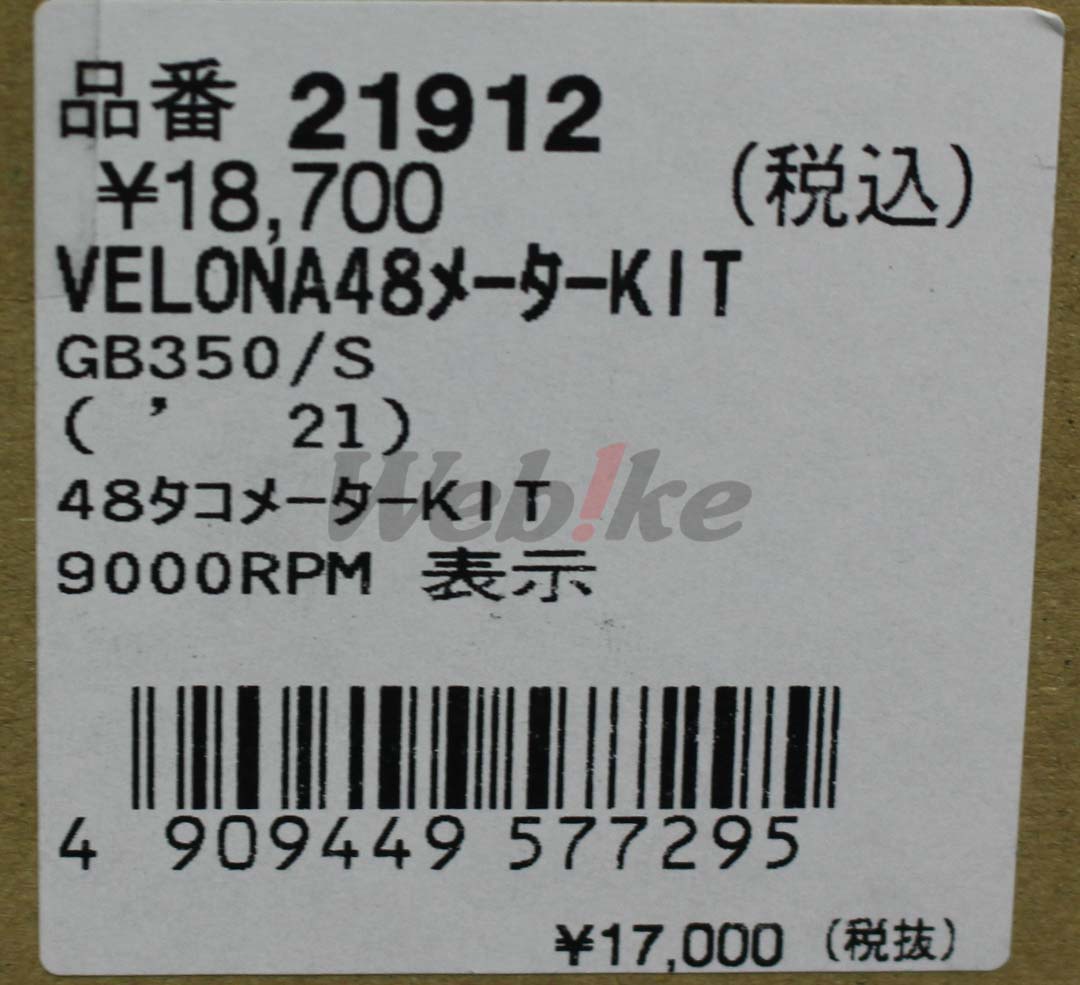 品番 21912
¥18,700 (税込)
VELONA48メーターKIT
GB350/S
( ' 21)
48タコメーターKIT
Web!ke
9000RPM 表示
4 909449 577295
¥17,000 (税抜)